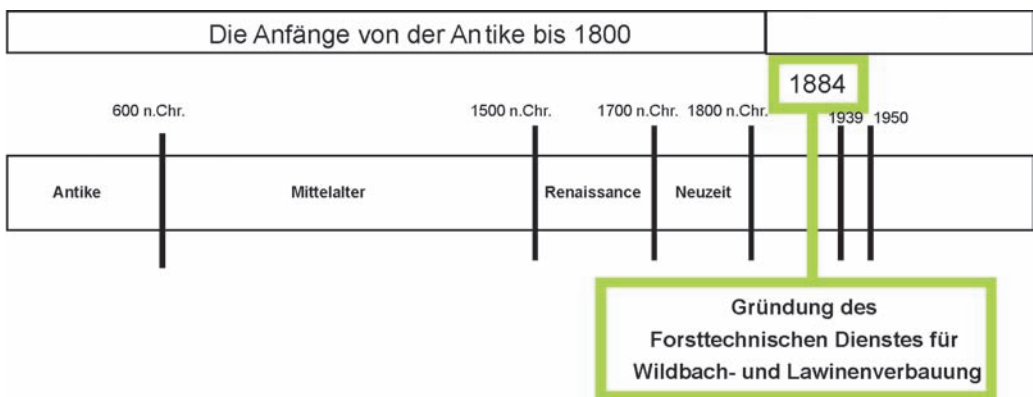 Die Anfänge von der Antike bis 1800
1884
600 n.Chr.
1500 n.Chr.
1700 n.Chr.
1800 n.Chr.
1939
1950
Antike
Mittelalter
Renaissance
Neuzeit
Gründung des
Forsttechnischen Dienstes für
Wildbach- und Lawinenverbauung